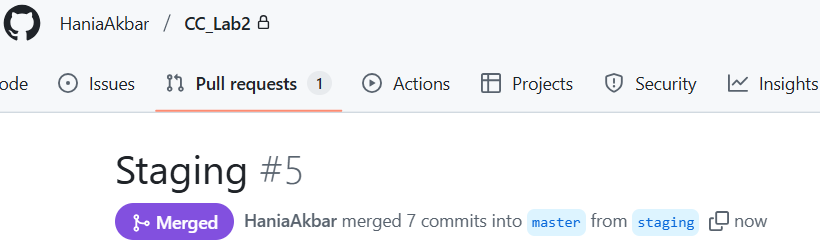 HaniaAkbar / CC_Lab2
ode Issues Pull requests 1 Actions Projects Security Insights
Staging #5
Merged HaniaAkbar merged 7 commits into master from staging now